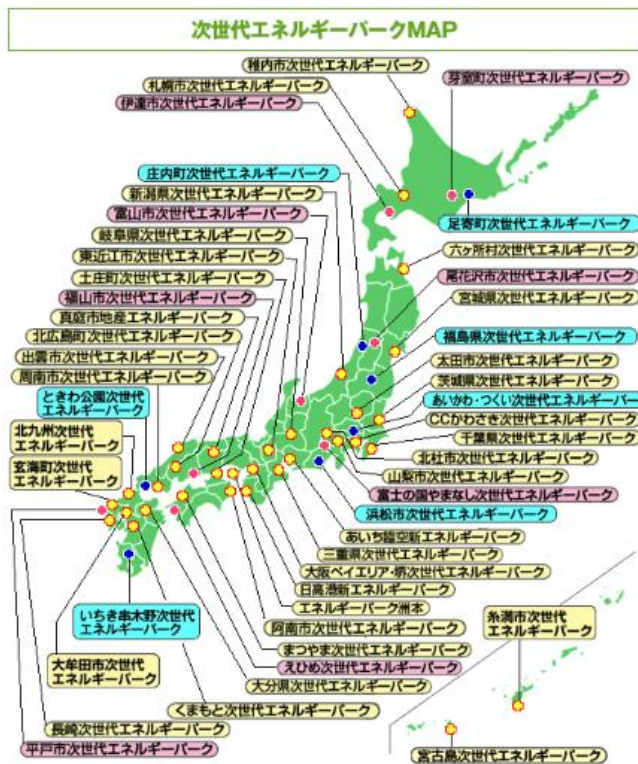 次世代エネルギーパークMAP
稚内市次世代エネルギーパーク
札幌市次世代エネルギーパーク
伊達市次世代エネルギーパーク
芽室町次世代エネルギーパーク
庄内町次世代エネルギーパーク
新潟県次世代エネルギーパーク
富山市次世代エネルギーパーク
岐阜県次世代エネルギーパーク
東近江市次世代エネルギーパーク
土庄町次世代エネルギーパーク
福山市次世代エネルギーパーク
真庭市地産エネルギーパーク
北広島町次世代エネルギーパーク
出雲市次世代エネルギーパーク
周南市次世代エネルギーパーク
ときわ公園次世代
エネルギーパーク
北九州次世代
エネルギーパーク
玄海町次世代
エネルギーパーク
足寄町次世代エネルギーパーク
六ヶ所村次世代エネルギーパーク
尾花沢市次世代エネルギーパーク
宮城県次世代エネルギーパーク
福島県次世代エネルギーパーク
太田市次世代エネルギーパーク
茨城県次世代エネルギーパーク
あいかわ・つくい次世代エネルギーパーク
CCかわさき次世代エネルギーパーク
千葉県次世代エネルギーパーク
北杜市次世代エネルギーパーク
山梨市次世代エネルギーパーク
富士の国やまなし次世代エネルギーパーク
浜松市次世代エネルギーパーク
あいち臨空新エネルギーパーク
三重県次世代エネルギーパーク
大阪ベイエリア・堺次世代エネルギーパーク
日高港新エネルギーパーク
エネルギーパーク洲本
阿南市次世代エネルギーパーク
まつやま次世代エネルギーパーク
えひめ次世代エネルギーパーク
大分県次世代エネルギーパーク
くまもと次世代エネルギーパーク
いちき串木野次世代
エネルギーパーク
大牟田市次世代
エネルギーパーク
長崎次世代エネルギーパーク
平戸市次世代エネルギーパーク
糸満市次世代
エネルギーパーク
宮古島次世代エネルギーパーク